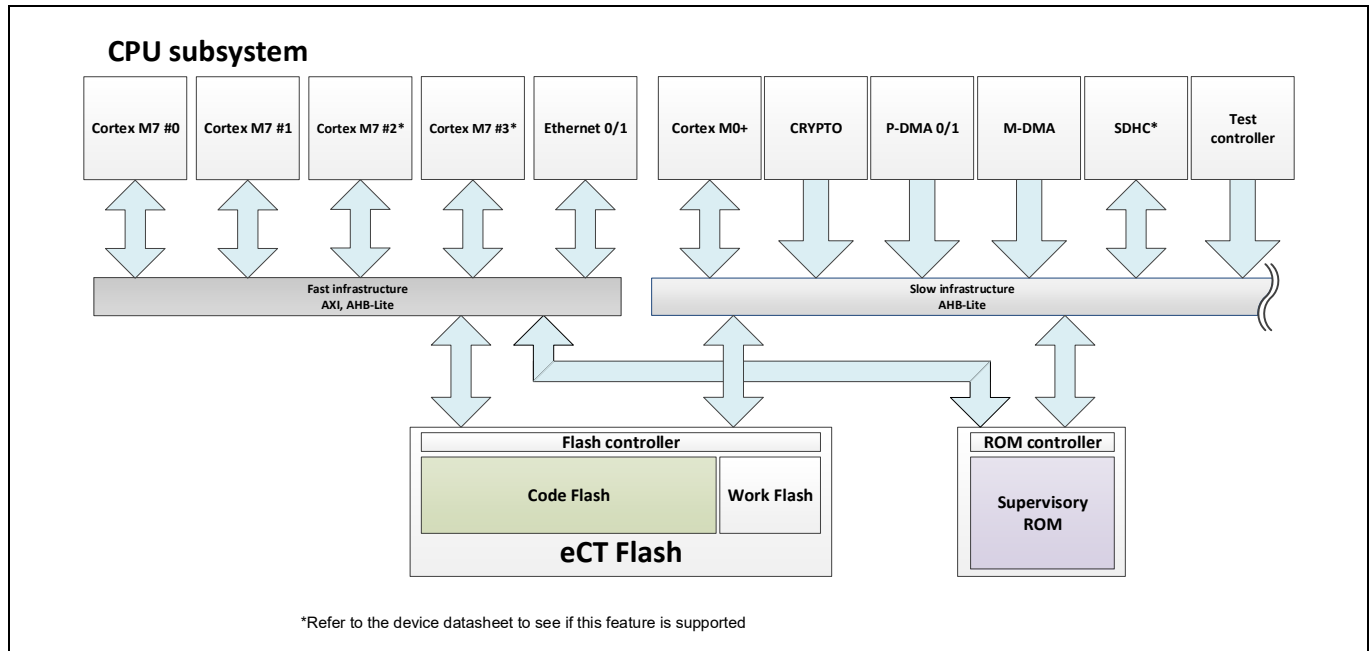 CPU subsystem
Cortex M7 #0
Cortex M7 #1
Cortex M7 #2*
Cortex M7 #3*
Ethernet 0/1
Cortex M0+
CRYPTO
P-DMA 0/1
M-DMA
SDHC*
Test
controller
Fast infrastructure
AXI, AHB-Lite
Slow infrastructure
AHB-Lite
Flash controller
Code Flash
Work Flash
eCT Flash
ROM controller
Supervisory
ROM
*Refer to the device datasheet to see if this feature is supported